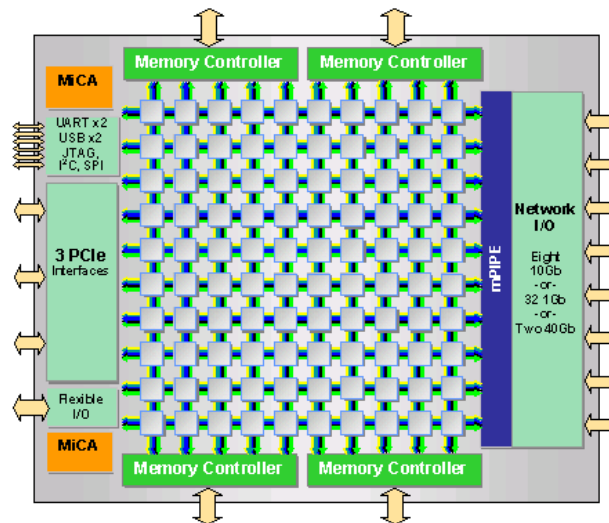 Memory Controller
Memory Controller
MiCA
UART x2
USB x2
JTAG,
I²C, SPI
3 PCIe
Interfaces
Flexible
I/O
MiCA
mPIPE
Network
I/O
Eight
10Gb
-or-
32 1Gb
-or-
Two 40Gb
Memory Controller
Memory Controller